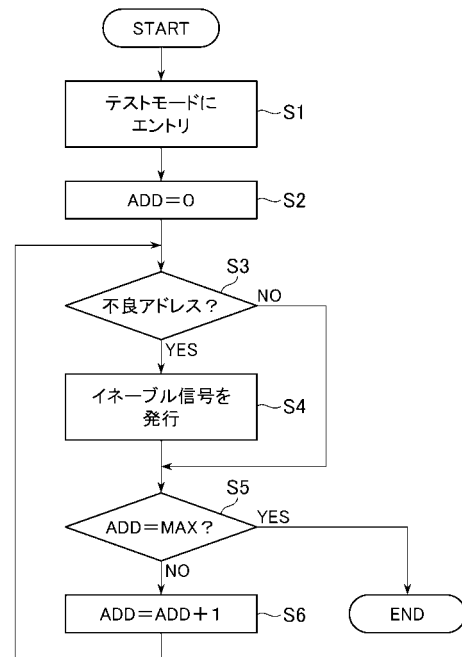 START
テストモードに
エントリ
S1
ADD=0
S2
S3
不良アドレス?
NO
YES
イネーブル信号を
発行
S4
S5
ADD=MAX?
YES
NO
ADD=ADD+1
S6
END